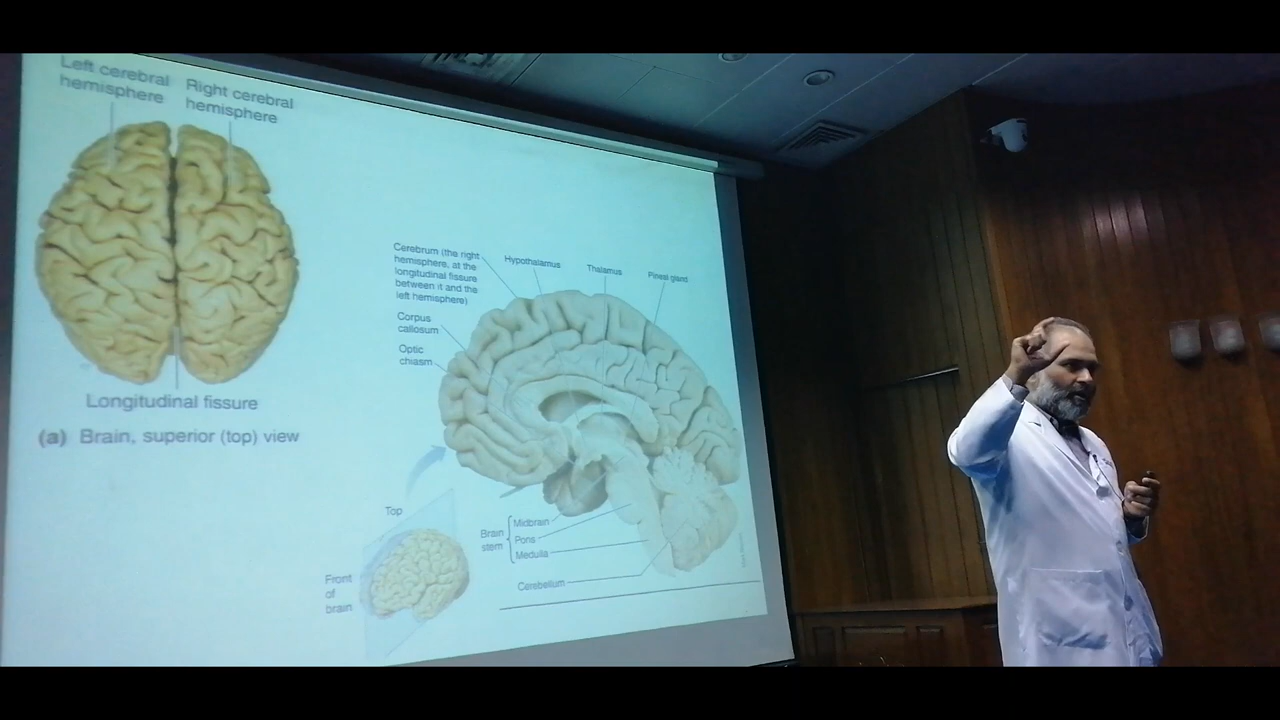 Left cerebral
hemisphere
Right cerebral
hemisphere
Longitudinal fissure
(a) Brain, superior (top) view
Cerebrum (the right
hemisphere, at the
longitudinal fissure
between it and the
left hemisphere)
Hypothalamus
Thalamus
Pineal gland
Corpus
callosum
Optic
chiasm
Top
Front
of
brain
Brain
stem
Midbrain
Pons
Medulla
Cerebellum